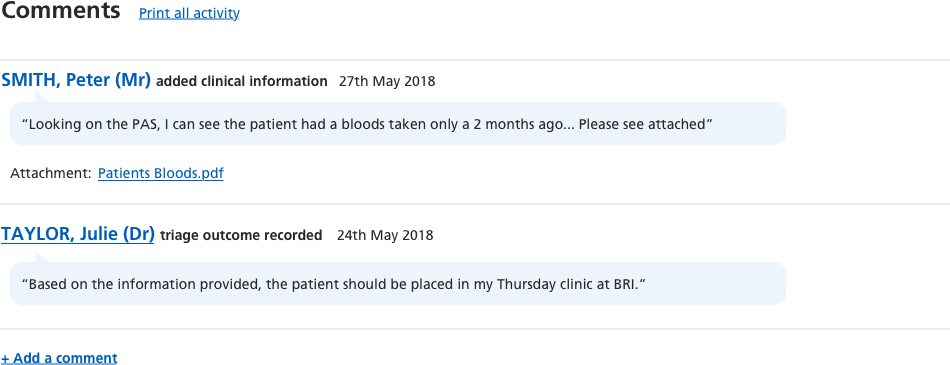 Comments Print all activity
SMITH, Peter (Mr) added clinical information 27th May 2018
“Looking on the PAS, I can see the patient had a bloods taken only a 2 months ago... Please see attached”
Attachment: Patients Bloods.pdf
TAYLOR, Julie (Dr) triage outcome recorded 24th May 2018
“Based on the information provided, the patient should be placed in my Thursday clinic at BRI.”
+ Add a comment